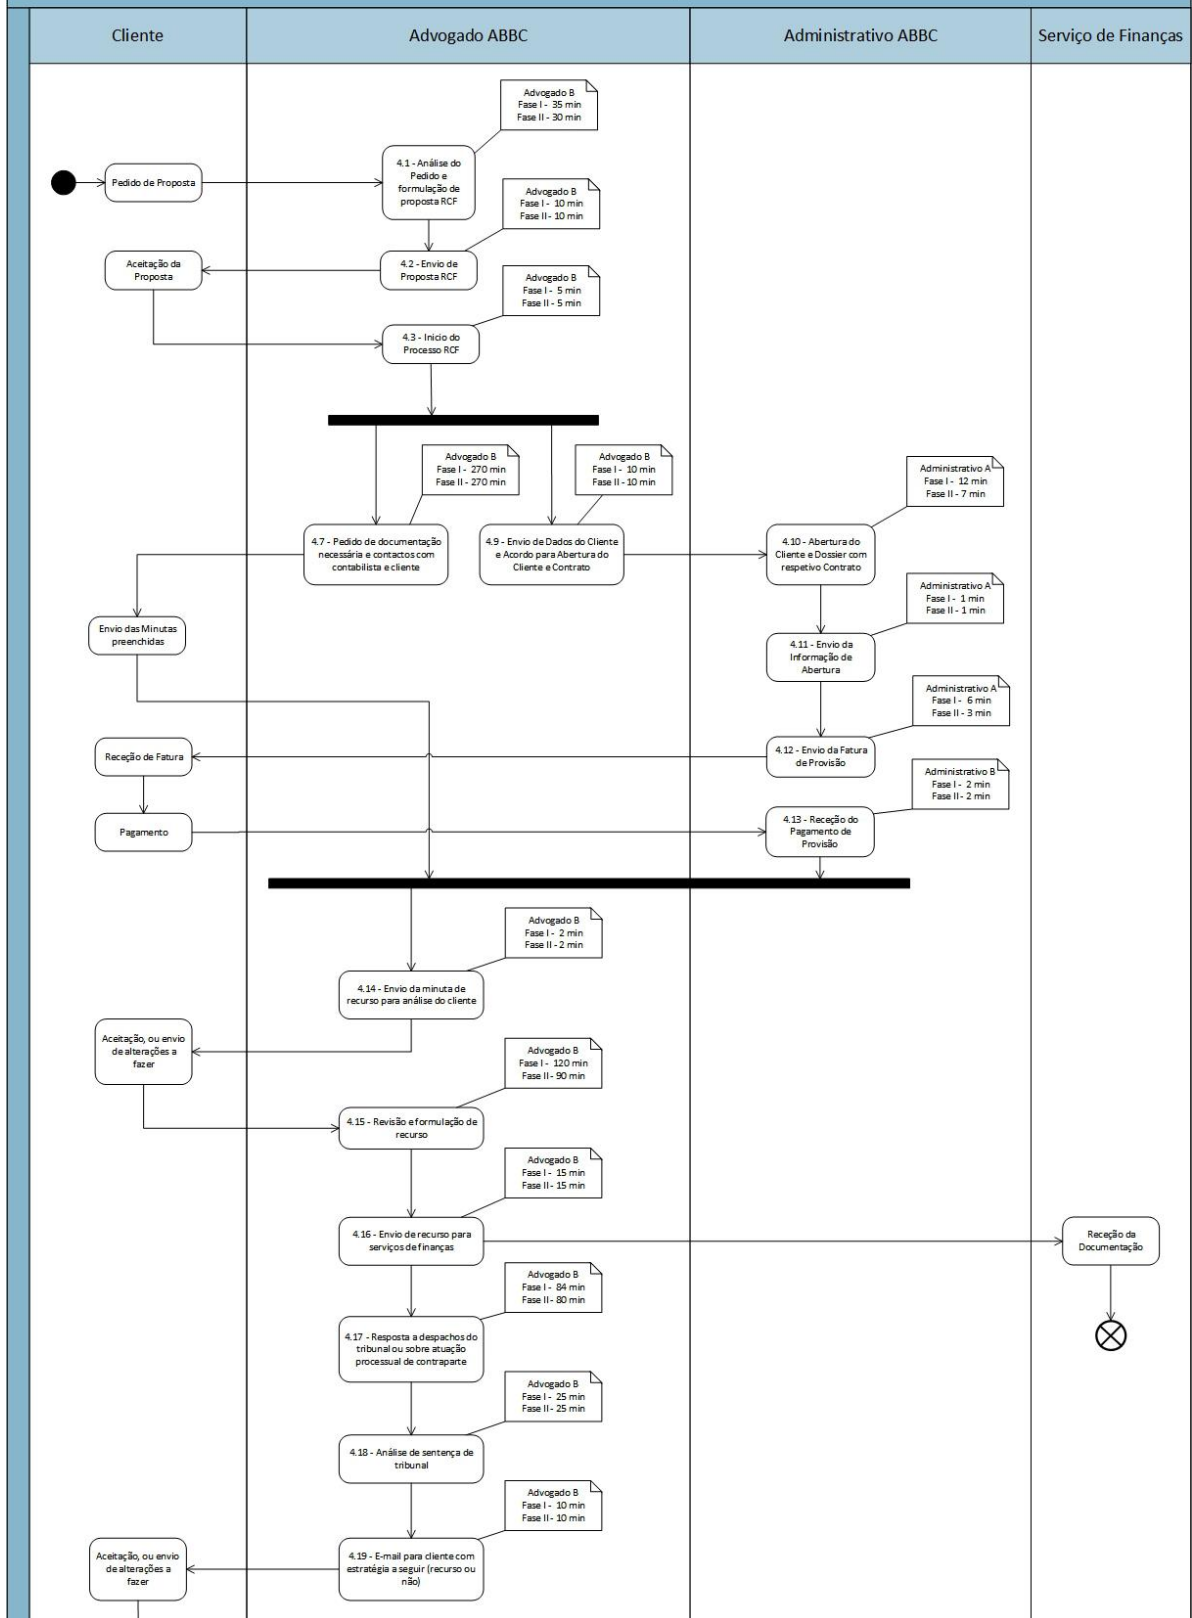 Cliente
Advogado ABBC
Administrativo ABBC
Serviço de Finanças
Advogado B
Fase I - 35 min
Fase II - 30 min
Pedido de Proposta
4.1 - Análise do
Pedido e
formulação de
proposta RCF
Advogado B
Fase I - 10 min
Fase II - 10 min
Aceitação da
Proposta
4.2 - Envio de
Proposta RCF
Advogado B
Fase I - 5 min
Fase II - 5 min
4.3 - Inicio do
Processo RCF
Advogado B
Fase I - 270 min
Fase II - 270 min
Advogado B
Fase I - 10 min
Fase II - 10 min
Administrativo A
Fase I - 12 min
Fase II - 7 min
4.7 - Pedido de documentação
necessária e contactos com
contabilista e cliente
4.9 - Envio de Dados do Cliente
e Acordo para Abertura do
Cliente e Contrato
4.10 - Abertura do
Cliente e Dossier com
respetivo Contrato
Administrativo A
Fase I - 1 min
Fase II - 1 min
Envio das Minutas
preenchidas
4.11 - Envio da
Informação de
Abertura
Administrativo A
Fase I - 6 min
Fase II - 3 min
Receção de Fatura
4.12 - Envio da Fatura
de Provisão
Administrativo B
Fase I - 2 min
Fase II - 2 min
Pagamento
4.13 - Receção do
Pagamento de
Provisão
Advogado B
Fase I - 2 min
Fase II - 2 min
4.14 - Envio da minuta de
recurso para análise do cliente
Aceitação, ou envio
de alterações a
fazer
Advogado B
Fase I - 120 min
Fase II - 90 min
4.15 - Revisão e formulação de
recurso
Advogado B
Fase I - 15 min
Fase II - 15 min
4.16 - Envio de recurso para
serviços de finanças
Receção da
Documentação
Advogado B
Fase I - 84 min
Fase II - 80 min
4.17 - Resposta a despachos do
tribunal ou sobre atuação
processual de contraparte
Advogado B
Fase I - 25 min
Fase II - 25 min
4.18 - Análise de sentença de
tribunal
Advogado B
Fase I - 10 min
Fase II - 10 min
Aceitação, ou envio
de alterações a
fazer
4.19 - E-mail para cliente com
estratégia a seguir (recurso ou
não)